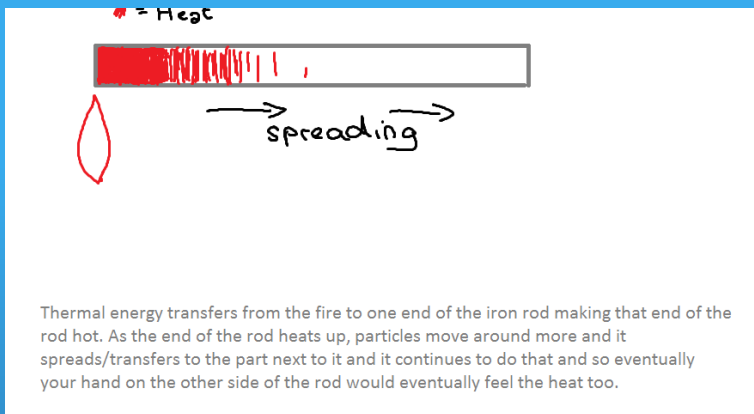 = Heat
spreading
Thermal energy transfers from the fire to one end of the iron rod making that end of the
rod hot. As the end of the rod heats up, particles move around more and it
spreads/transfers to the part next to it and it continues to do that and so eventually
your hand on the other side of the rod would eventually feel the heat too.